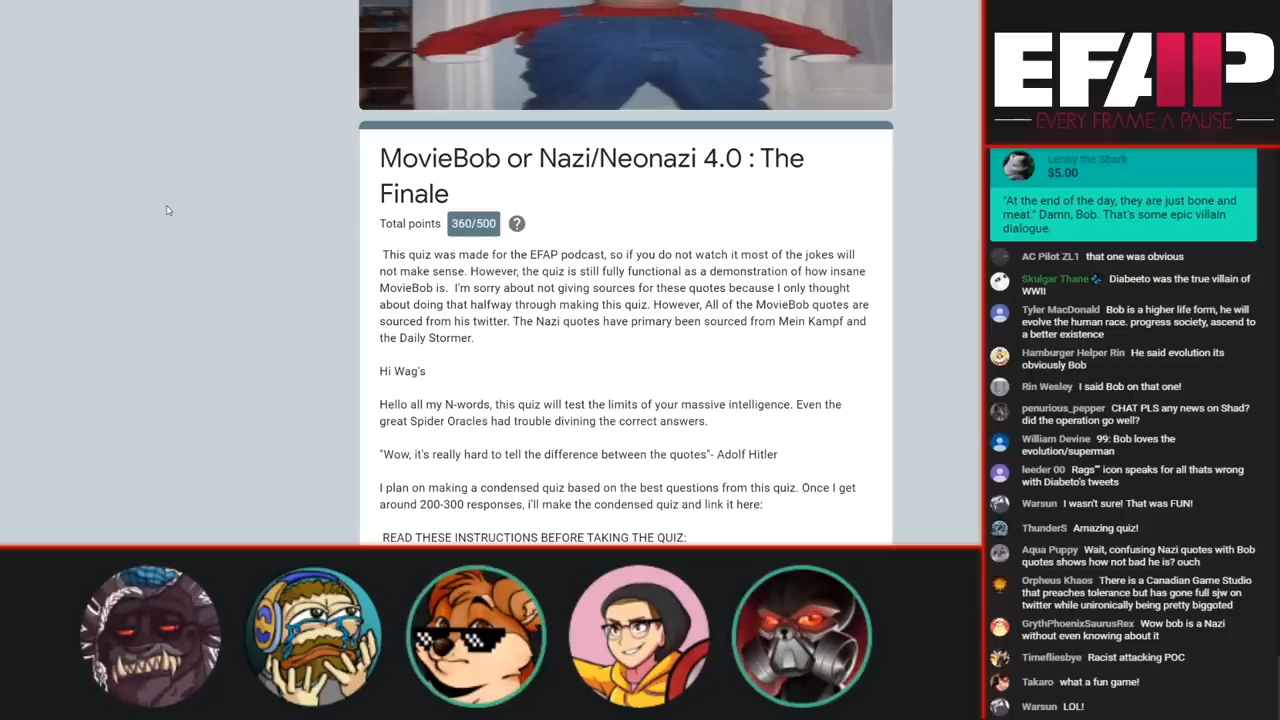 MovieBob or Nazi/Neonazi 4.0 : The
Finale
Total points 360/500 ?
This quiz was made for the EFAP podcast, so if you do not watch it most of the jokes will
not make sense. However, the quiz is still fully functional as a demonstration of how insane
MovieBob is.  I'm sorry about not giving sources for these quotes because I only thought
about doing that halfway through making this quiz. However, All of the MovieBob quotes are
sourced from his twitter. The Nazi quotes have primary been sourced from Mein Kampf and
the Daily Stormer.
Hi Wag's
Hello all my N-words, this quiz will test the limits of your massive intelligence. Even the
great Spider Oracles had trouble divining the correct answers.
"Wow, it's really hard to tell the difference between the quotes"- Adolf Hitler
I plan on making a condensed quiz based on the best questions from this quiz. Once I get
around 200-300 responses, i'll make the condensed quiz and link it here:
READ THESE INSTRUCTIONS BEFORE TAKING THE QUIZ:
EFAP
EVERY FRAME A PAUSE
Lenny the Shark
$5.00
"At the end of the day, they are just bone and
meat." Damn, Bob. That's some epic villain
dialogue.
AC Pilot ZL1 that one was obvious
Skulgar Thane Diabeeto was the true villain of
WWII
Tyler MacDonald Bob is a higher life form, he will
evolve the human race. progress society, ascend to
a better existence
Hamburger Helper Rin He said evolution its
obviously Bob
Rin Wesley I said Bob on that one!
penurious_pepper CHAT PLS any news on Shad?
did the operation go well?
William Devine 99: Bob loves the
evolution/superman
leeder 00 Rags'" icon speaks for all thats wrong
with Diabeto's tweets
Warsun I wasn't sure! That was FUN!
ThunderS Amazing quiz!
Aqua Puppy Wait, confusing Nazi quotes with Bob
quotes shows how not bad he is? ouch
Orpheus Khaos There is a Canadian Game Studio
that preaches tolerance but has gone full sjw on
twitter while unironically being pretty biggoted
GrythPhoenixSaurusRex Wow bob is a Nazi
without even knowing about it
Timefliesbye Racist attacking POC
Takaro what a fun game!
Warsun LOL!